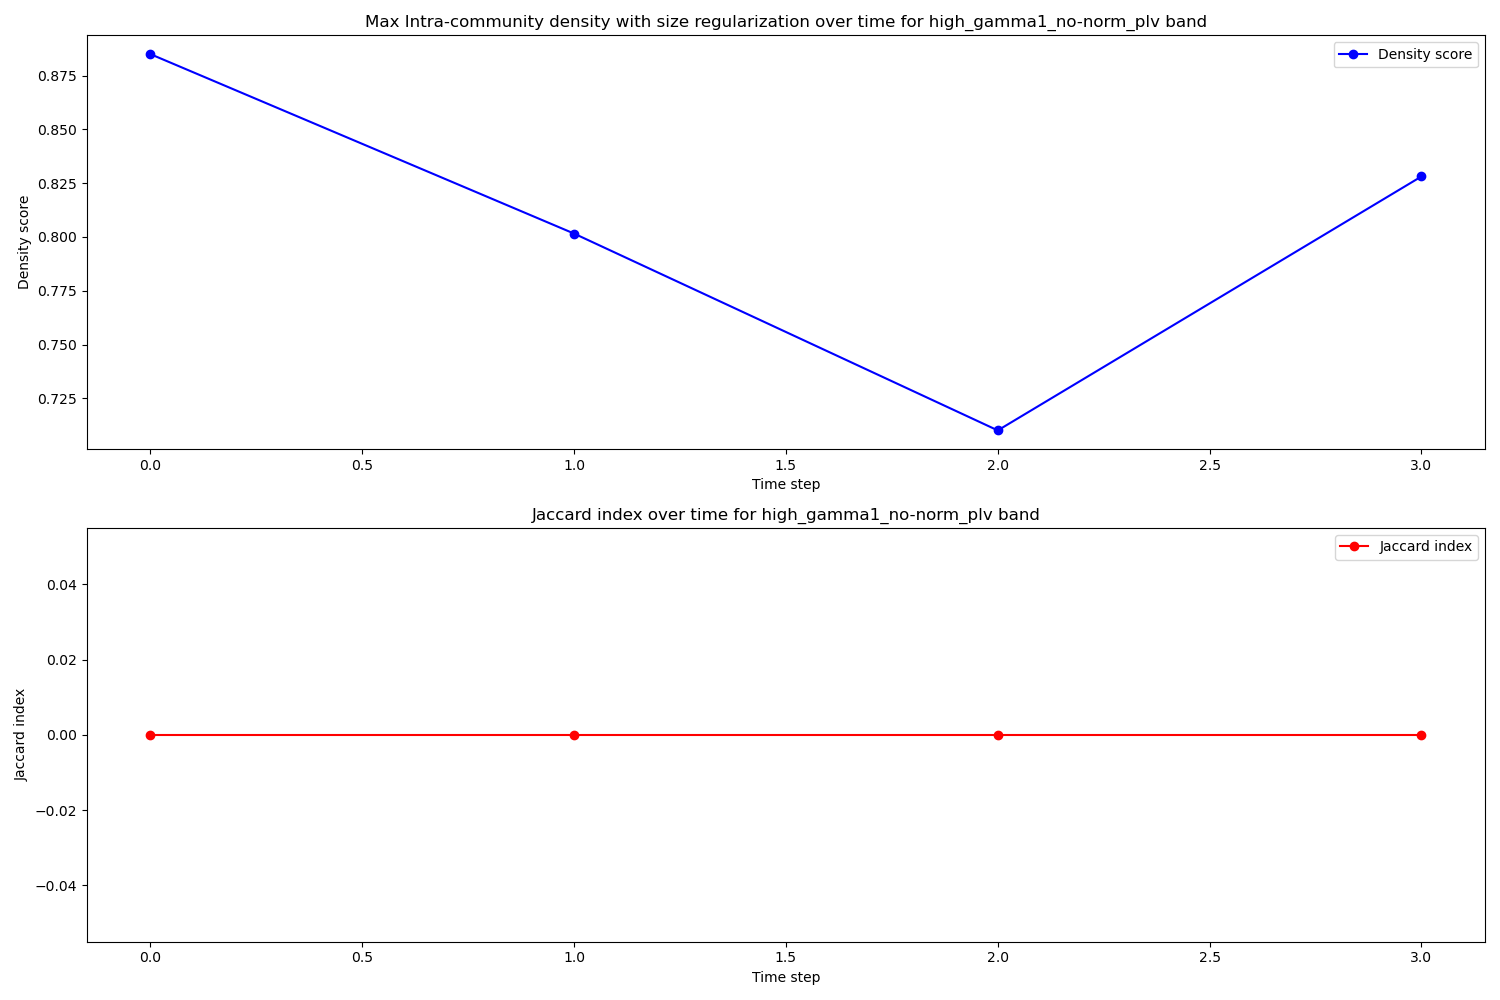 Max Intra-community density with size regularization over time for high_gamma1_no-norm_plv band
Density score
0.875
0.850
0.825
0.800
0.775
0.750
0.725
Density score
0.0 0.5 1.0 1.5 2.0 2.5 3.0
Time step
Jaccard index over time for high_gamma1_no-norm_plv band
Jaccard index
0.04
0.02
0.00
−0.02
−0.04
Jaccard index
0.0 0.5 1.0 1.5 2.0 2.5 3.0
Time step